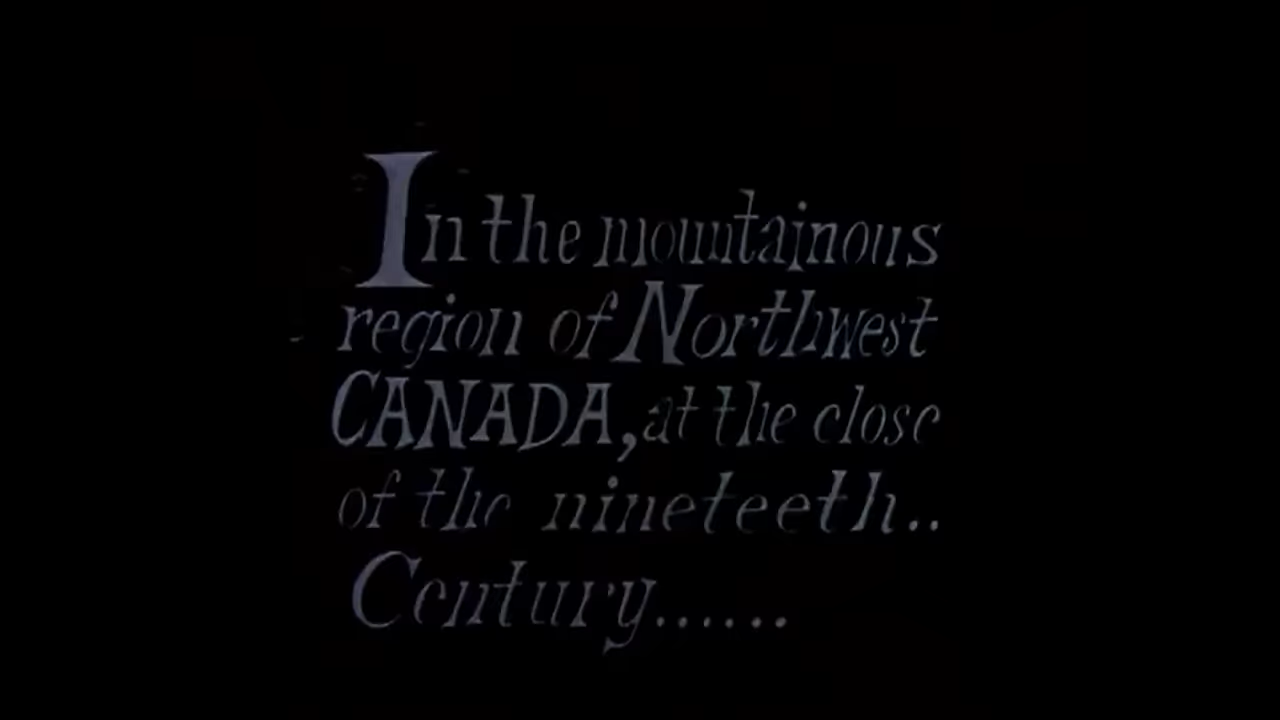 In the mountainous
region of Northwest
CANADA, at the close
of the nineteeth..
Century......